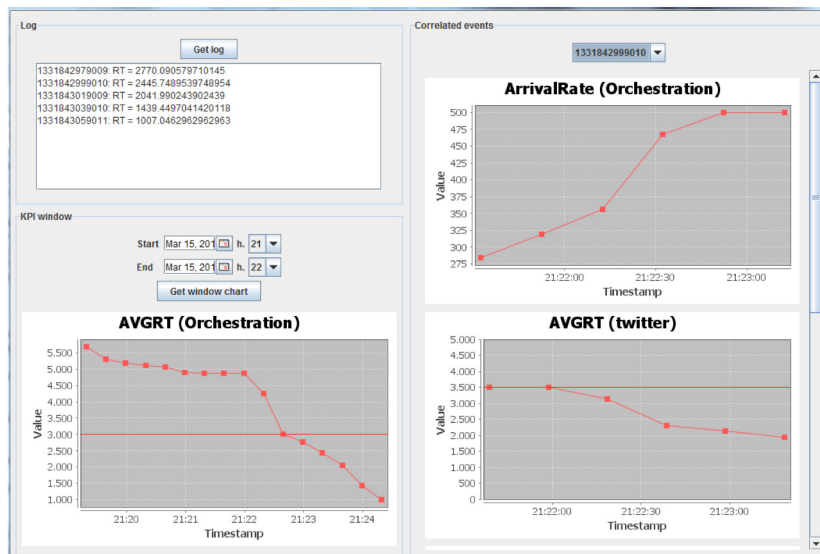 Log
Get log
1331842979009: RT = 2770.090579710145
1331842999010: RT = 2445.7489539748954
1331843019009: RT = 2041.990243902439
1331843039010: RT = 1439.4497041420118
1331843059011: RT = 1007.0462962962963
KPI window
Start Mar 15, 201 h. 21
End Mar 15, 201 h. 22
Get window chart
AVGRT (Orchestration)
Value
5.500
5.000
4.500
4.000
3.500
3.000
2.500
2.000
1.500
1.000
21:20 21:21 21:22 21:23 21:24
Timestamp
Correlated events
1331842999010
ArrivalRate (Orchestration)
Value
500
475
450
425
400
375
350
325
300
275
21:22:00 21:22:30 21:23:00
Timestamp
AVGRT (twitter)
Value
5.000
4.500
4.000
3.500
3.000
2.500
2.000
1.500
1.000
500
0
21:22:00 21:22:30 21:23:00
Timestamp